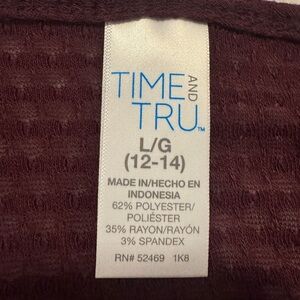 TIME AND
TRU™
L/G
(12-14)
MADE IN/HECHO EN
INDONESIA
62% POLYESTER/
POLIÉSTER
35% RAYON/RAYÓN
3% SPANDEX
RN# 52469 1K8